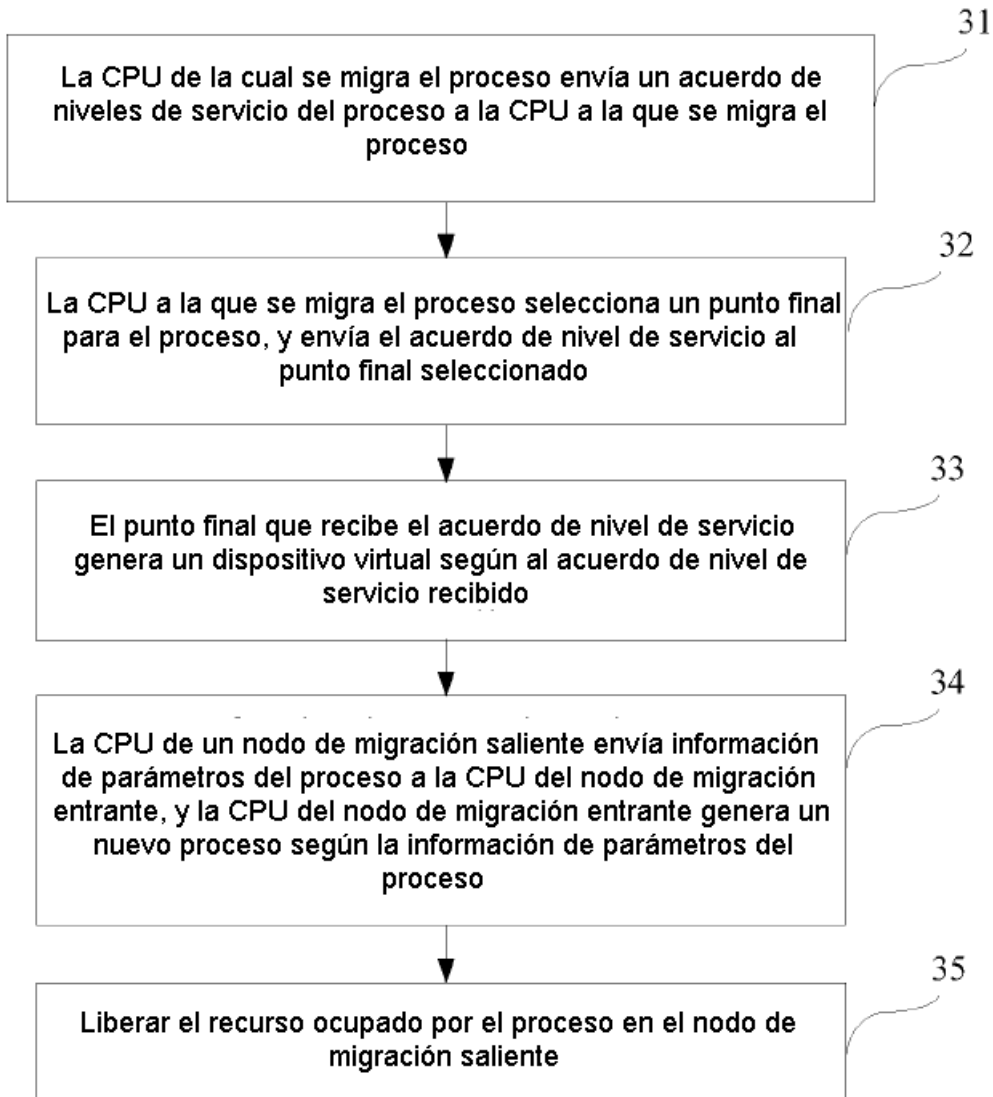 31
La CPU de la cual se migra el proceso envía un acuerdo de
niveles de servicio del proceso a la CPU a la que se migra el
proceso
32
La CPU a la que se migra el proceso selecciona un punto final
para el proceso, y envía el acuerdo de nivel de servicio al
punto final seleccionado
33
El punto final que recibe el acuerdo de nivel de servicio
genera un dispositivo virtual según al acuerdo de nivel de
servicio recibido
34
La CPU de un nodo de migración saliente envía información
de parámetros del proceso a la CPU del nodo de migración
entrante, y la CPU del nodo de migración entrante genera un
nuevo proceso según la información de parámetros del
proceso
35
Liberar el recurso ocupado por el proceso en el nodo de
migración saliente